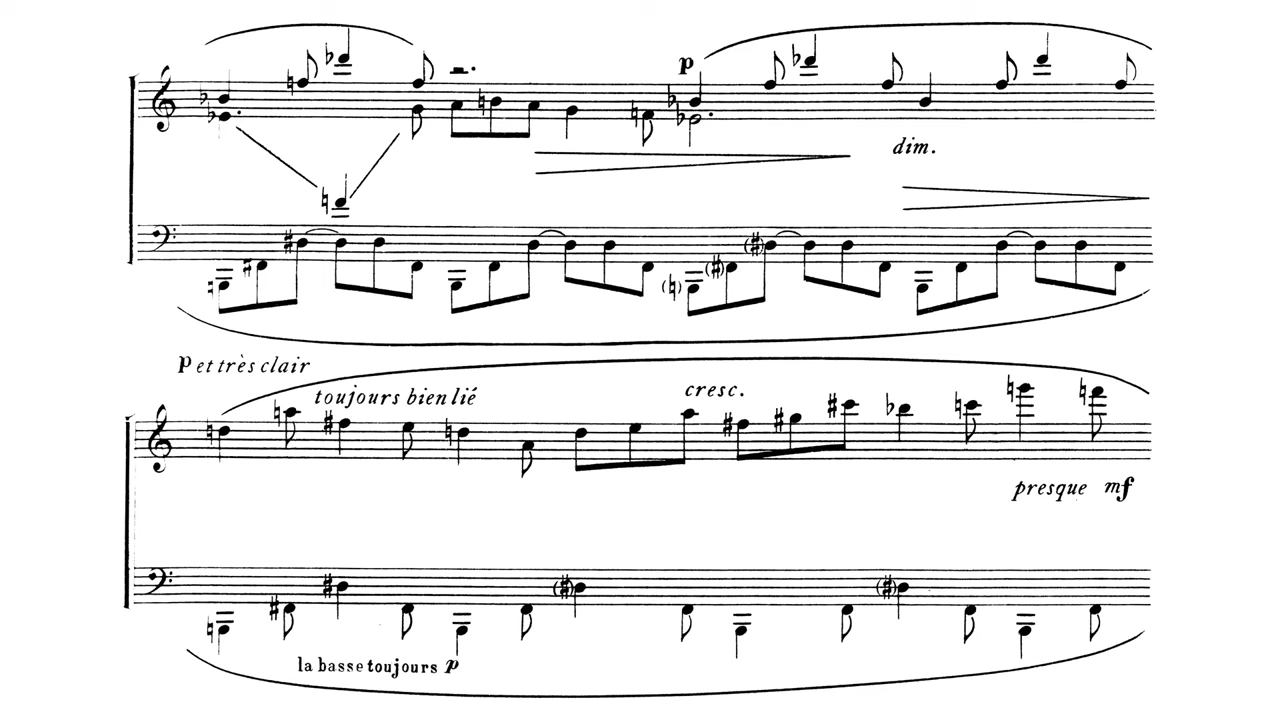 p
dim.
p et très clair
toujours bien lié
cresc.
presque mf
la basse toujours p